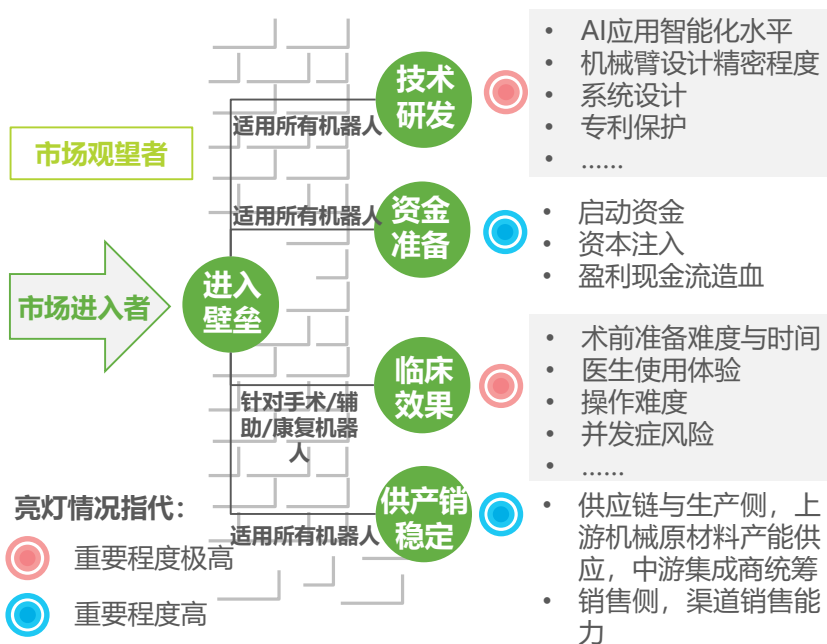 市场观望者
市场进入者
进入
壁垒
适用所有机器人
技术
研发
• AI应用智能化水平
• 机械臂设计精密程度
• 系统设计
• 专利保护
• ......
适用所有机器人
资金
准备
• 启动资金
• 资本注入
• 盈利现金流造血
针对手术/辅
助/康复机器
人
临床
效果
• 术前准备难度与时间
• 医生使用体验
• 操作难度
• 并发症风险
• ......
适用所有机器人
供产销
稳定
• 供应链与生产侧，上
游机械原材料产能供
应，中游集成商统筹
• 销售侧，渠道销售能
力
亮灯情况指代：
重要程度极高
重要程度高